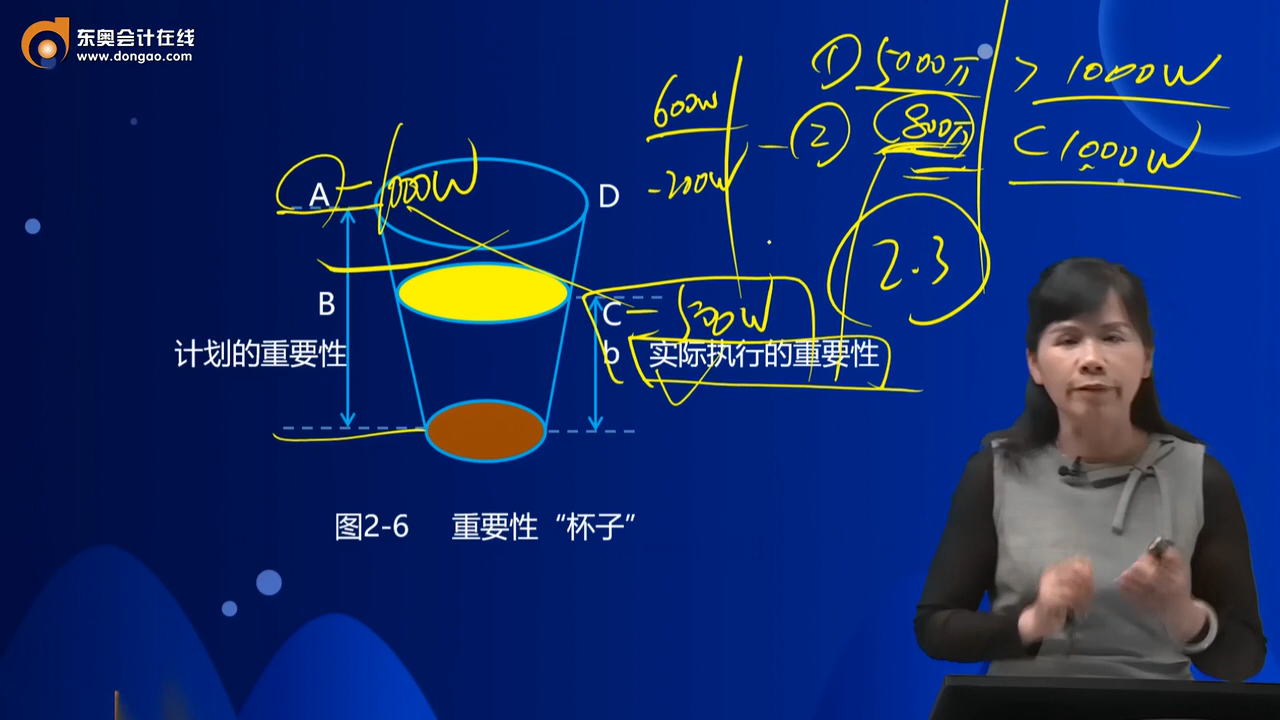 东奥会计在线
www.dongao.com
① 5000万 > 1000W
600W
② 800万 < 1000W
-200W
A - 1000W
D
2.3
B
C - 500W
计划的重要性
b 实际执行的重要性
图2-6 重要性“杯子”